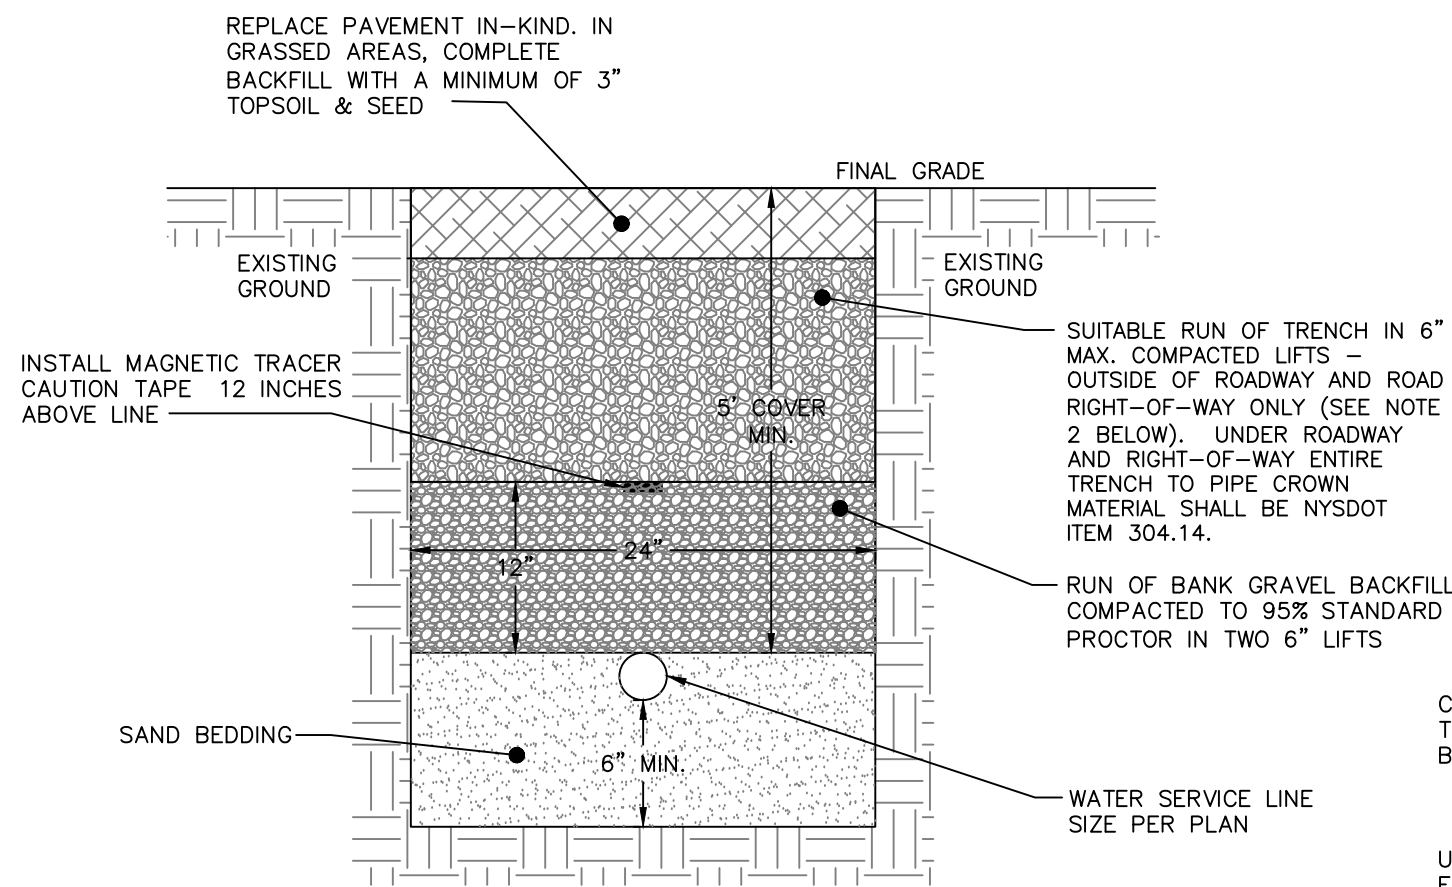 REPLACE PAVEMENT IN-KIND. IN
GRASSED AREAS, COMPLETE
BACKFILL WITH A MINIMUM OF 3"
TOPSOIL & SEED
FINAL GRADE
EXISTING
GROUND
EXISTING
GROUND
INSTALL MAGNETIC TRACER
CAUTION TAPE 12 INCHES
ABOVE LINE
5' COVER
MIN.
SUITABLE RUN OF TRENCH IN 6"
MAX. COMPACTED LIFTS -
OUTSIDE OF ROADWAY AND ROAD
RIGHT-OF-WAY ONLY (SEE NOTE
2 BELOW). UNDER ROADWAY
AND RIGHT-OF-WAY ENTIRE
TRENCH TO PIPE CROWN
MATERIAL SHALL BE NYSDOT
ITEM 304.14.
24"
12"
RUN OF BANK GRAVEL BACKFILL
COMPACTED TO 95% STANDARD
PROCTOR IN TWO 6" LIFTS
SAND BEDDING
6" MIN.
WATER SERVICE LINE
SIZE PER PLAN
C
T
B
U